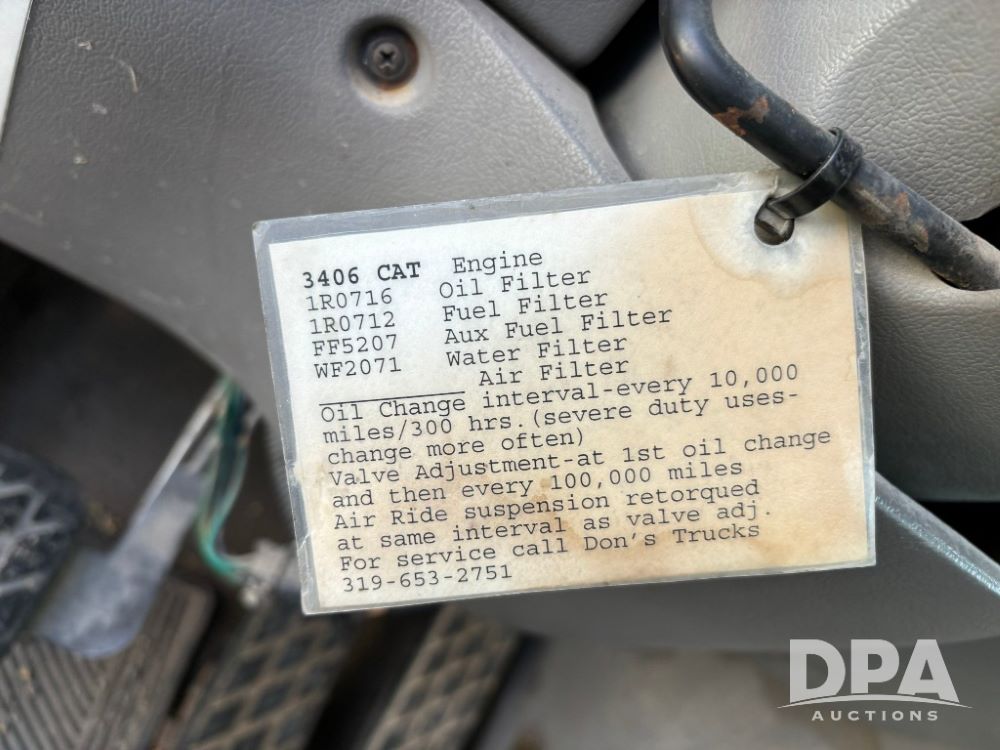 3406 CAT Engine
1R0716 Oil Filter
1R0712 Fuel Filter
FF5207 Aux Fuel Filter
WF2071 Water Filter
________ Air Filter
Oil Change interval-every 10,000
miles/300 hrs.(severe duty uses-
change more often)
Valve Adjustment-at 1st oil change
and then every 100,000 miles
Air Ride suspension retorqued
at same interval as valve adj.
For service call Don's Trucks
319-653-2751
DPA
AUCTIONS